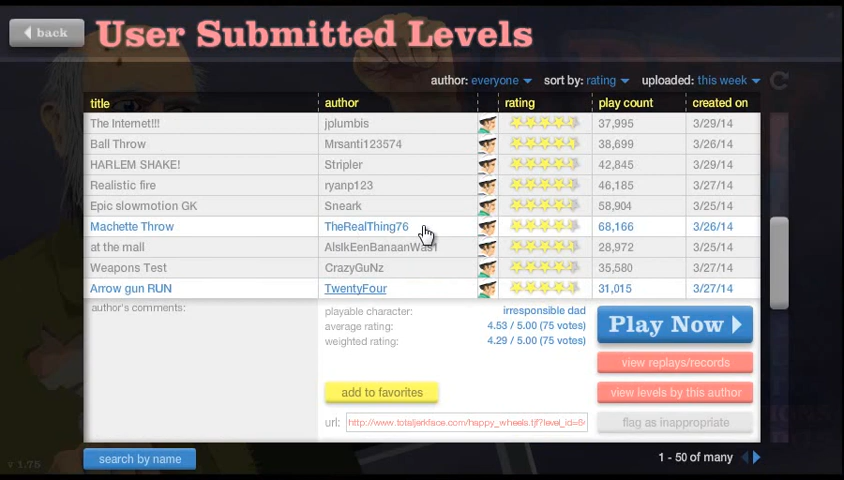 back
User Submitted Levels
author: everyone sort by: rating uploaded: this week
title author rating play count created on
The Internet!!! jplumbis 37,995 3/29/14
Ball Throw Mrsanti123574 38,699 3/26/14
HARLEM SHAKE! Stripler 42,845 3/29/14
Realistic fire ryanp123 46,185 3/27/14
Epic slowmotion GK Sneark 58,904 3/25/14
Machette Throw TheRealThing76 68,166 3/26/14
at the mall AlsIkEenBanaanWas1 28,972 3/25/14
Weapons Test CrazyGuNz 35,580 3/27/14
Arrow gun RUN TwentyFour 31,015 3/27/14
author's comments:
playable character: irresponsible dad
average rating: 4.53 / 5.00 (75 votes)
weighted rating: 4.29 / 5.00 (75 votes)
Play Now
view replays/records
add to favorites
view levels by this author
url: http://www.totaljerkface.com/happy_wheels.tjf?level_id=6
flag as inappropriate
v 1.75
search by name
1 - 50 of many